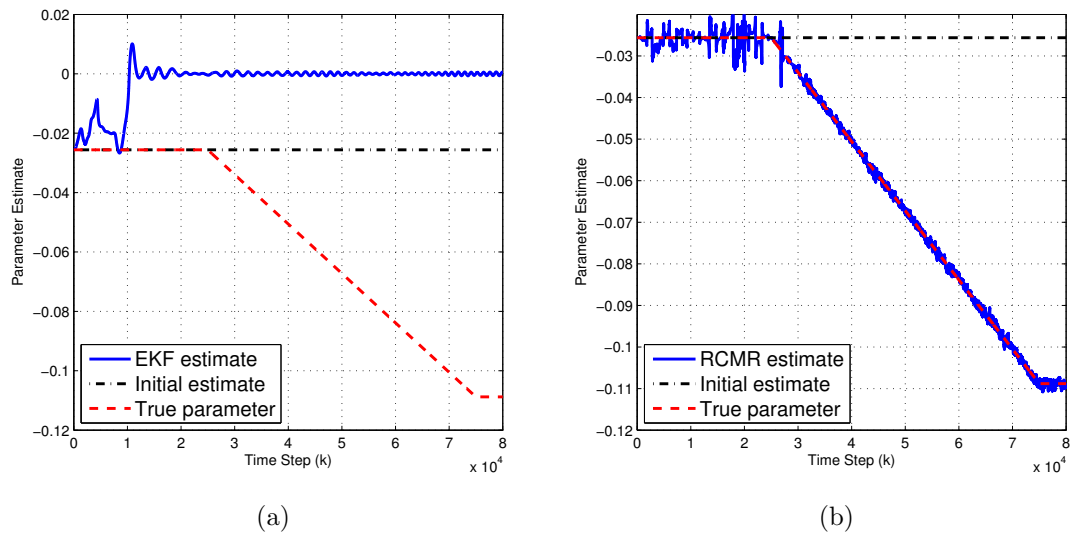 0.02
0
−0.02
−0.04
−0.06
−0.08
−0.1
−0.12
Parameter Estimate
EKF estimate
Initial estimate
True parameter
0 1 2 3 4 5 6 7 80
Time Step (k)
x 10^4
(a)
−0.03
−0.04
−0.05
−0.06
−0.07
−0.08
−0.09
−0.1
−0.11
−0.12
Parameter Estimate
RCMR estimate
Initial estimate
True parameter
0 1 2 3 4 5 6 7 80
Time Step (k)
x 10^4
(b)